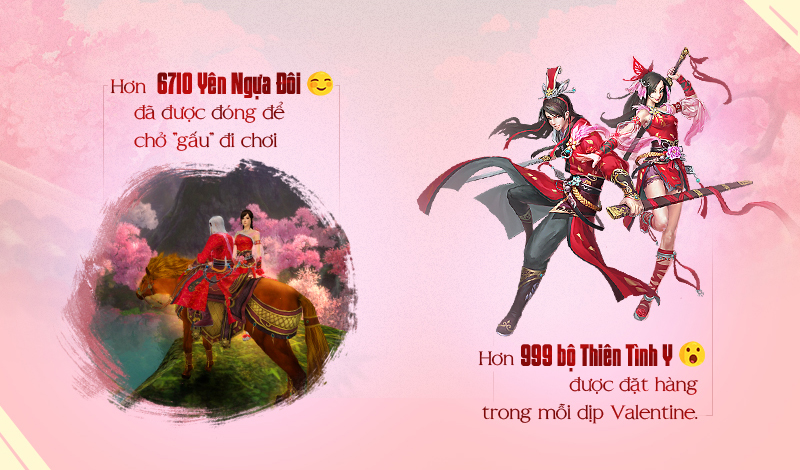 Hơn 6710 Yên Ngựa Đôi 😊
đã được đóng để
chở "gấu" đi chơi
Hơn 999 bộ Thiên Tình Y 😮
được đặt hàng
trong mỗi dịp Valentine.